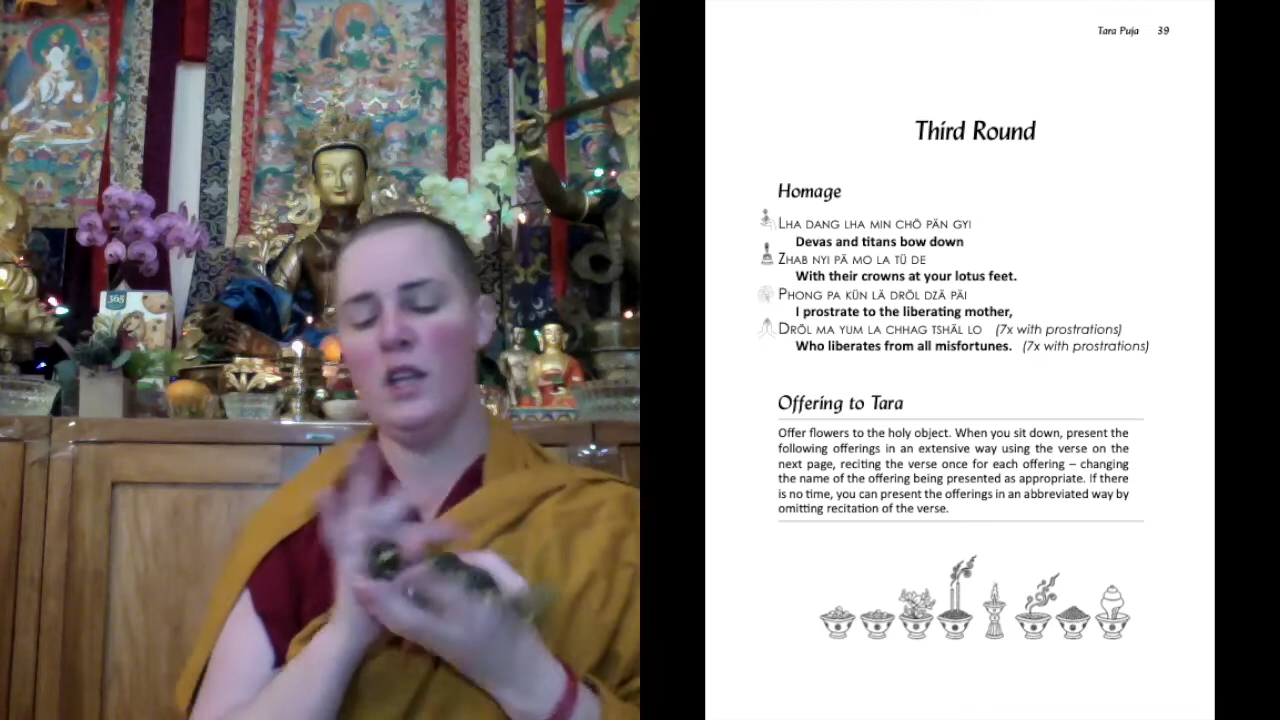 Tara Puja 39
Third Round
Homage
LHA DANG LHA MIN CHÖ PÄN GYI
Devas and titans bow down
ZHAB NYI PÄ MO LA TÜ DE
With their crowns at your lotus feet.
PHONG PA KÜN LÄ DRÖL DZÄ PÄI
I prostrate to the liberating mother,
DRÖL MA YUM LA CHHAG TSHÄL LO (7x with prostrations)
Who liberates from all misfortunes. (7x with prostrations)
Offering to Tara
Offer flowers to the holy object. When you sit down, present the
following offerings in an extensive way using the verse on the
next page, reciting the verse once for each offering – changing
the name of the offering being presented as appropriate. If there
is no time, you can present the offerings in an abbreviated way by
omitting recitation of the verse.
365